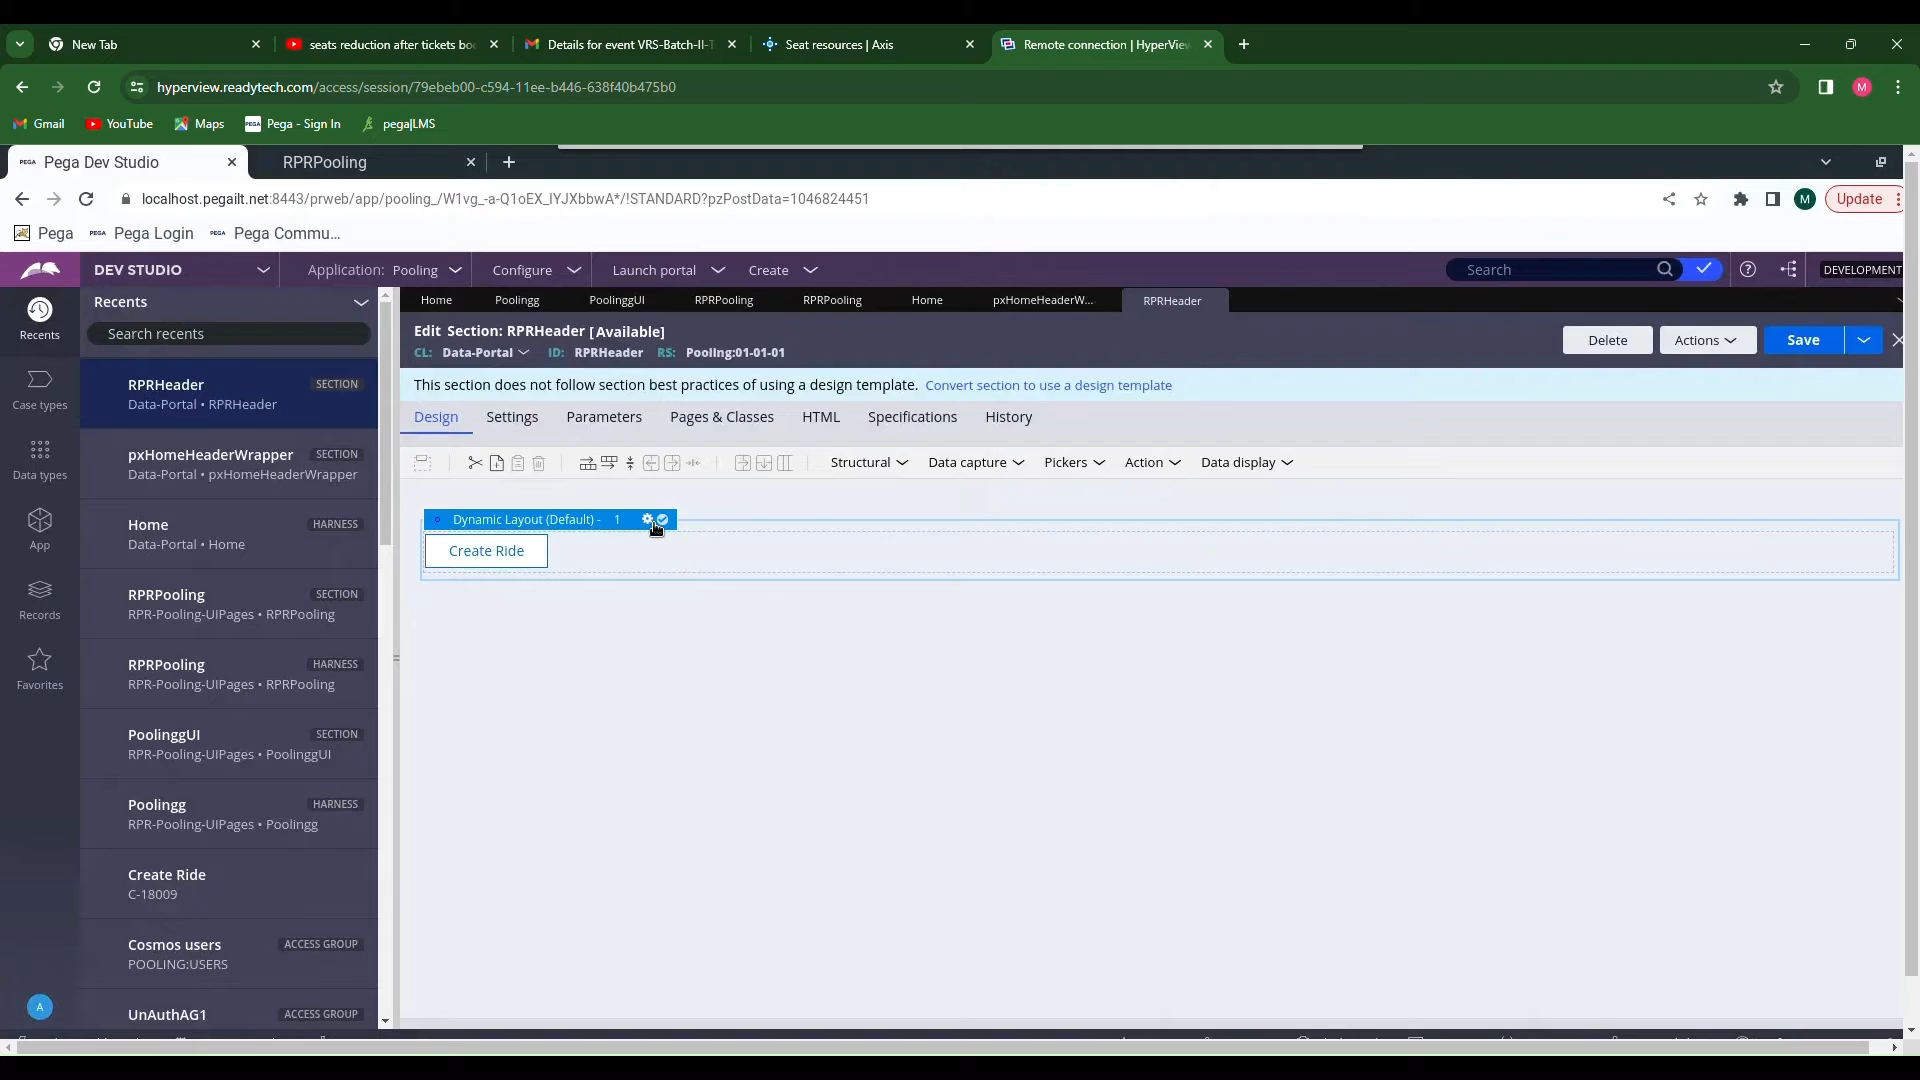 New Tab
seats reduction after tickets bo
Details for event VRS-Batch-II-T
Seat resources | Axis
Remote connection | HyperView
hyperview.readytech.com/access/session/79ebeb00-c594-11ee-b446-638f40b475b0
M
Gmail
YouTube
Maps
PEGA
Pega - Sign In
pega|LMS
PEGA
Pega Dev Studio
RPRPooling
localhost.pegailt.net:8443/prweb/app/pooling_/W1vg_-a-Q1oEX_lYJXbbwA*/!STANDARD?pzPostData=1046824451
M
Update
Pega
PEGA
Pega Login
PEGA
Pega Commu...
DEV STUDIO
Application: Pooling
Configure
Launch portal
Create
Search
DEVELOPMENT
Recents
Search recents
Recents
Case types
Data types
App
Records
Favorites
A
RPRHeader
SECTION
Data-Portal • RPRHeader
pxHomeHeaderWrapper
SECTION
Data-Portal • pxHomeHeaderWrapper
Home
HARNESS
Data-Portal • Home
RPRPooling
SECTION
RPR-Pooling-UIPages • RPRPooling
RPRPooling
HARNESS
RPR-Pooling-UIPages • RPRPooling
PoolinggUI
SECTION
RPR-Pooling-UIPages • PoolinggUI
Poolingg
HARNESS
RPR-Pooling-UIPages • Poolingg
Create Ride
C-18009
Cosmos users
ACCESS GROUP
POOLING:USERS
UnAuthAG1
ACCESS GROUP
Home
Poolingg
PoolinggUI
RPRPooling
RPRPooling
Home
pxHomeHeaderW...
RPRHeader
Edit Section: RPRHeader [Available]
CL: Data-Portal ID: RPRHeader RS: Pooling:01-01-01
Delete
Actions
Save
This section does not follow section best practices of using a design template. Convert section to use a design template
Design
Settings
Parameters
Pages & Classes
HTML
Specifications
History
Structural
Data capture
Pickers
Action
Data display
Dynamic Layout (Default) - 1
Create Ride